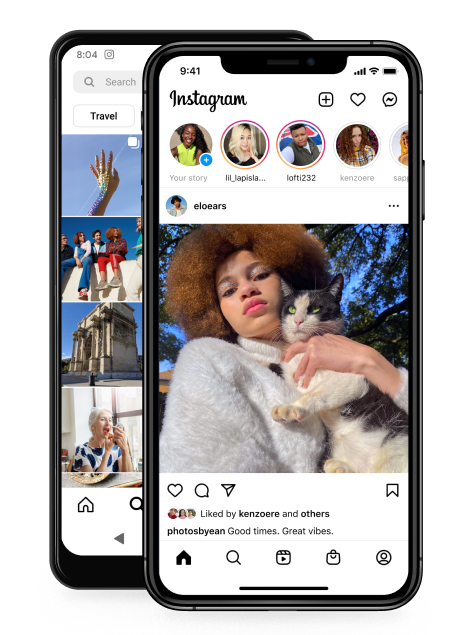 8:04
Search
Travel
9:41
Instagram
Your story
lil_lapisla...
lofti232
kenzoere
sapp
eloears
Liked by kenzoere and others
photosbyean Good times. Great vibes.